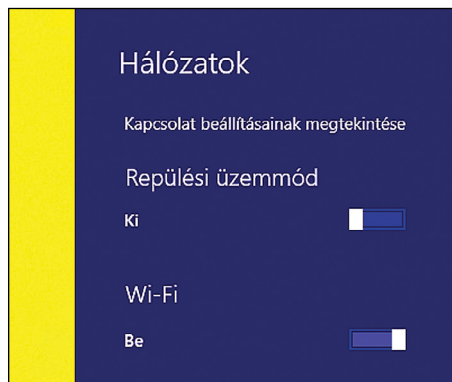 Hálózatok
Kapcsolat beállításainak megtekintése
Repülési üzemmód
Ki
Wi-Fi
Be